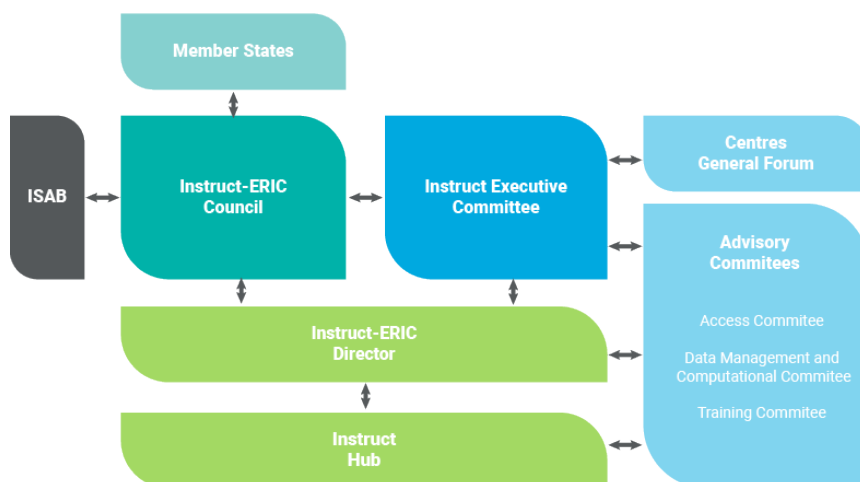 Member States
ISAB
Instruct-ERIC
Council
Instruct Executive
Committee
Centres
General Forum
Advisory
Commitees
Access Commitee
Data Management and
Computational Commitee
Training Commitee
Instruct-ERIC
Director
Instruct
Hub